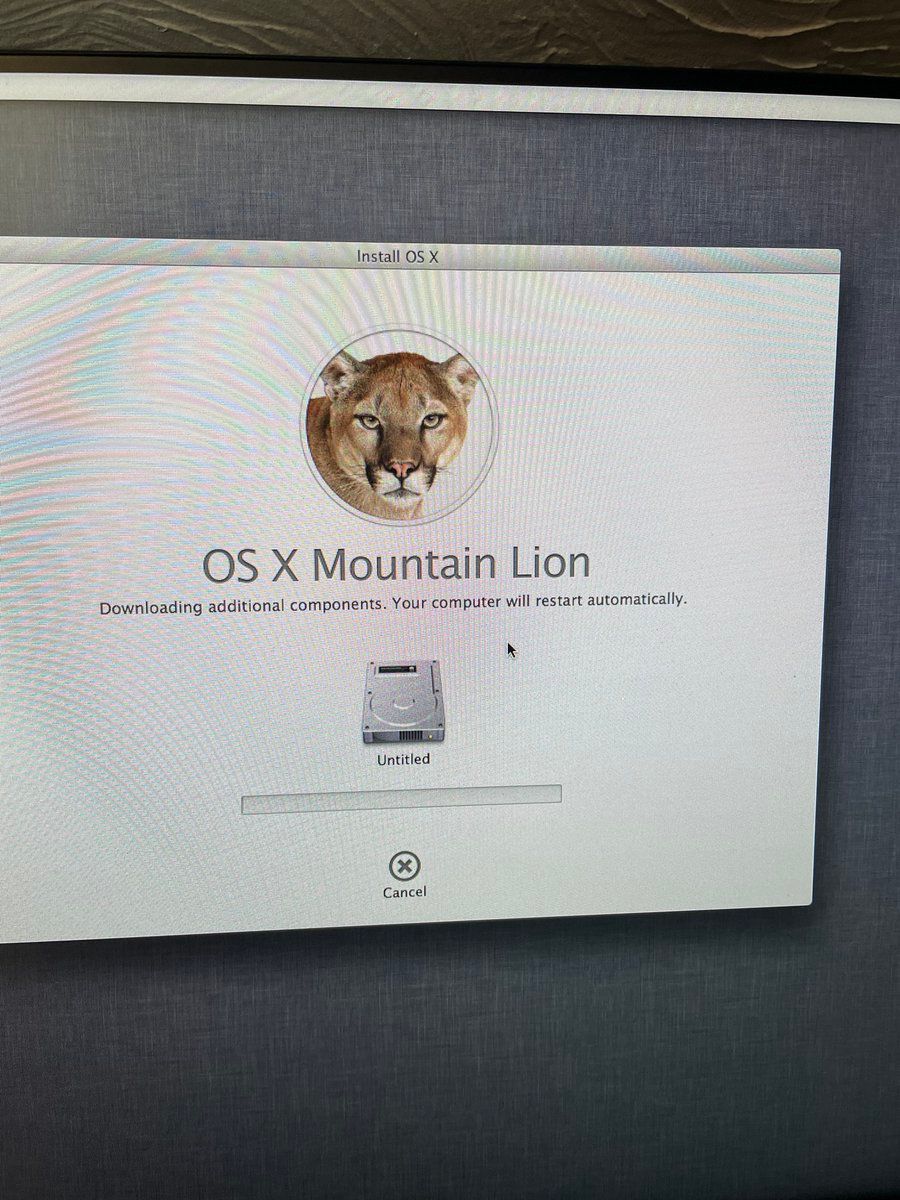 Install OS X
OS X Mountain Lion
Downloading additional components. Your computer will restart automatically.
Untitled
Cancel